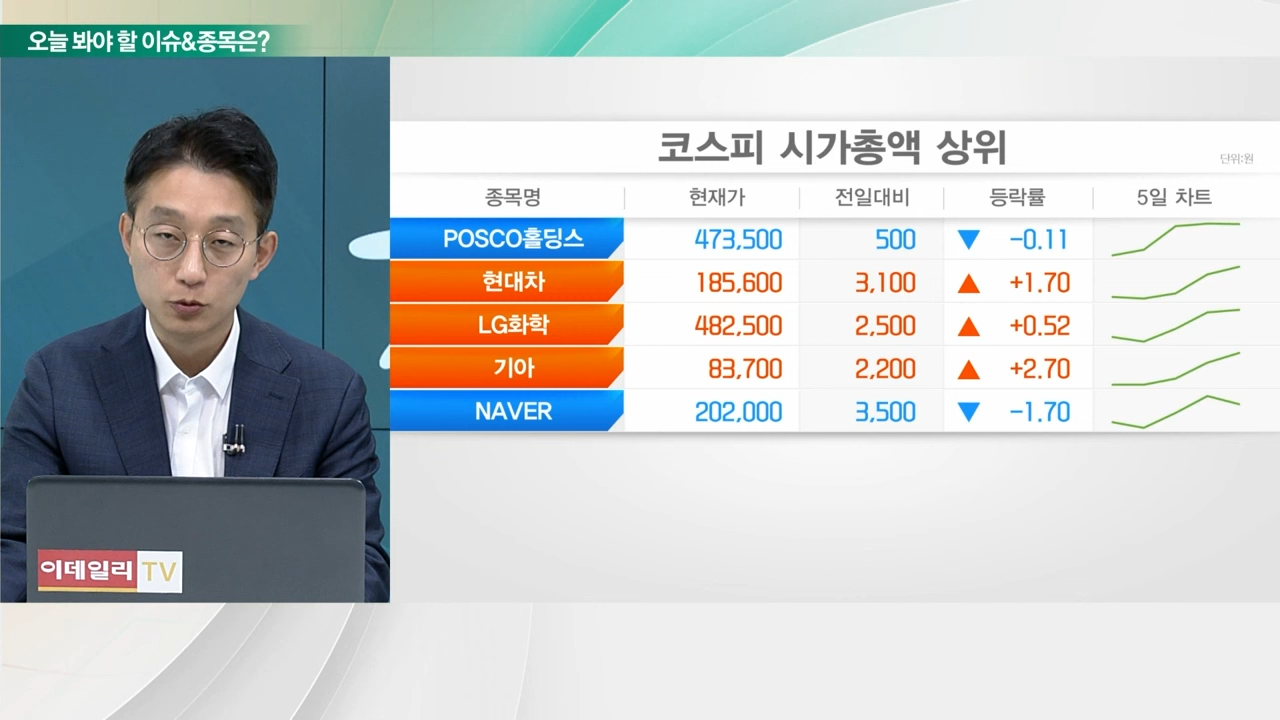 오늘 봐야 할 이슈&종목은?
코스피 시가총액 상위
단위:원
종목명 현재가 전일대비 등락률 5일 차트
POSCO홀딩스 473,500 500 ▼ -0.11
현대차 185,600 3,100 ▲ +1.70
LG화학 482,500 2,500 ▲ +0.52
기아 83,700 2,200 ▲ +2.70
NAVER 202,000 3,500 ▼ -1.70
이데일리 TV